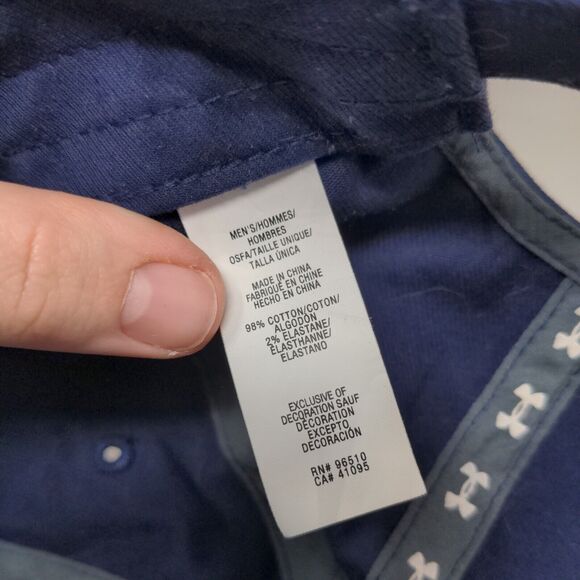 MEN'S/HOMMES/
HOMBRES
OSFA/TAILLE UNIQUE/
TALLA ÚNICA
MADE IN CHINA
FABRIQUÉ EN CHINE
HECHO EN CHINA
98% COTTON/COTON/
ALGODÓN
2% ELASTANE/
ÉLASTHANNE/
ELASTANO
EXCLUSIVE OF
DECORATION SAUF
DÉCORATION
EXCEPTO
DECORACIÓN
RN# 96510
CA# 41095